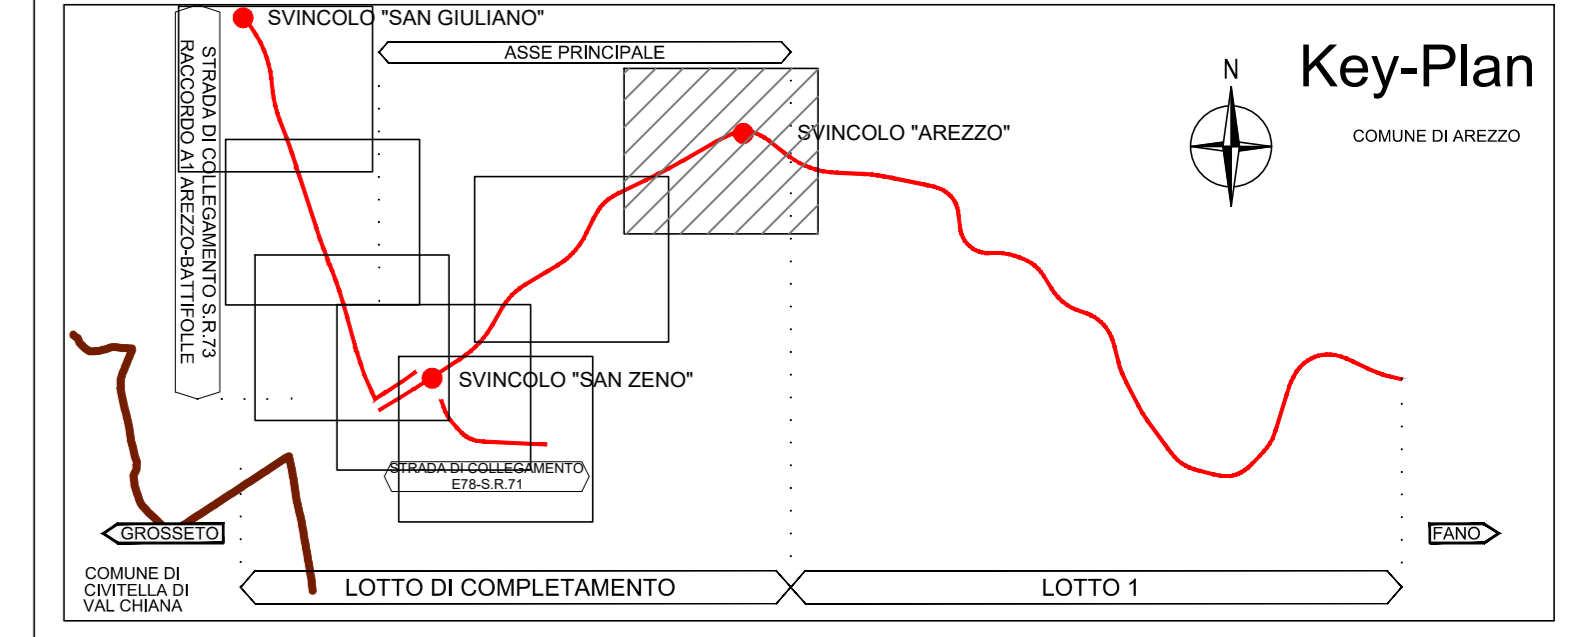 SVINCOLO "SAN GIULIANO"
ASSE PRINCIPALE
Key-Plan
N
COMUNE DI AREZZO
STRADA DI COLLEGAMENTO S.R.73
RACCORDO A1 AREZZO-BATTIFOLLE
SVINCOLO "AREZZO"
SVINCOLO "SAN ZENO"
STRADA DI COLLEGAMENTO
E78-S.R.71
GROSSETO
FANO
COMUNE DI
CIVITELLA DI
VAL CHIANA
LOTTO DI COMPLETAMENTO
LOTTO 1